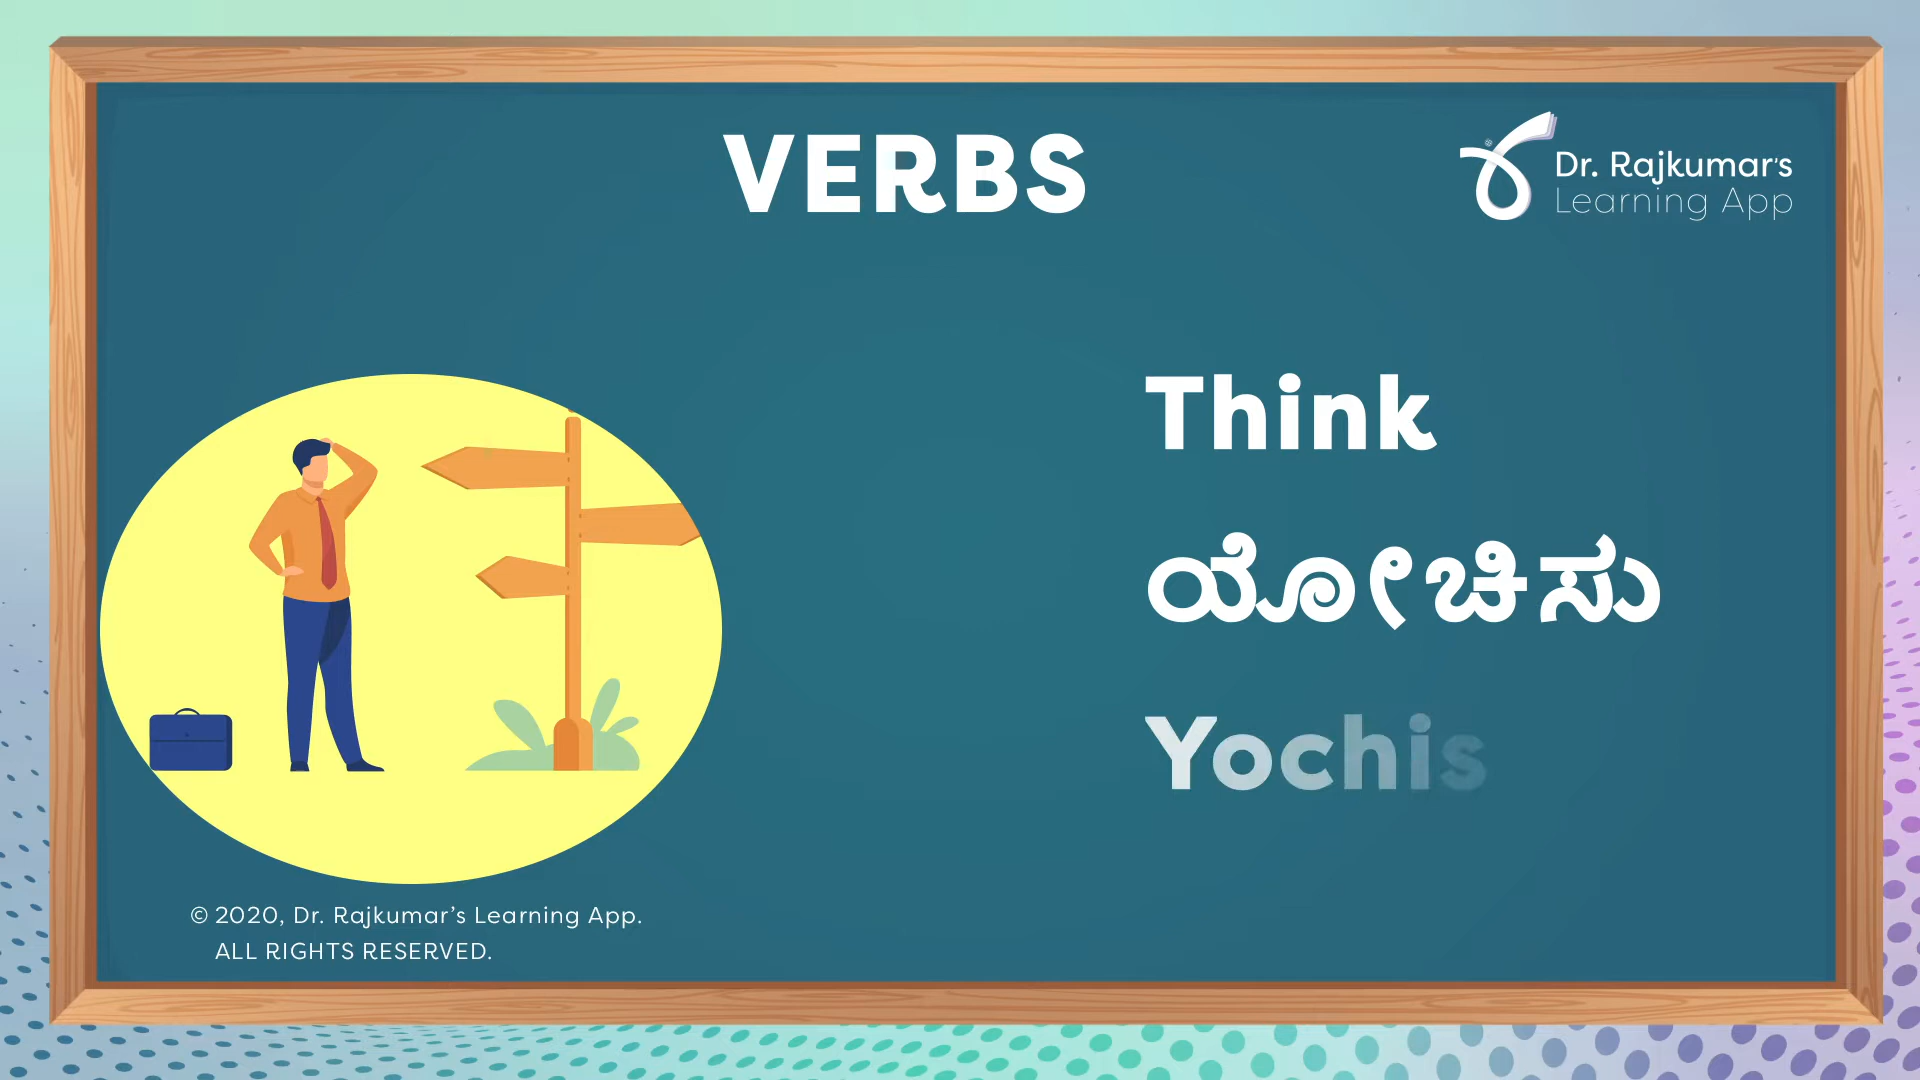 VERBS
Dr. Rajkumar's
Learning App
Think
ಯೋಚಿಸು
Yochis
© 2020, Dr. Rajkumar's Learning App.
ALL RIGHTS RESERVED.